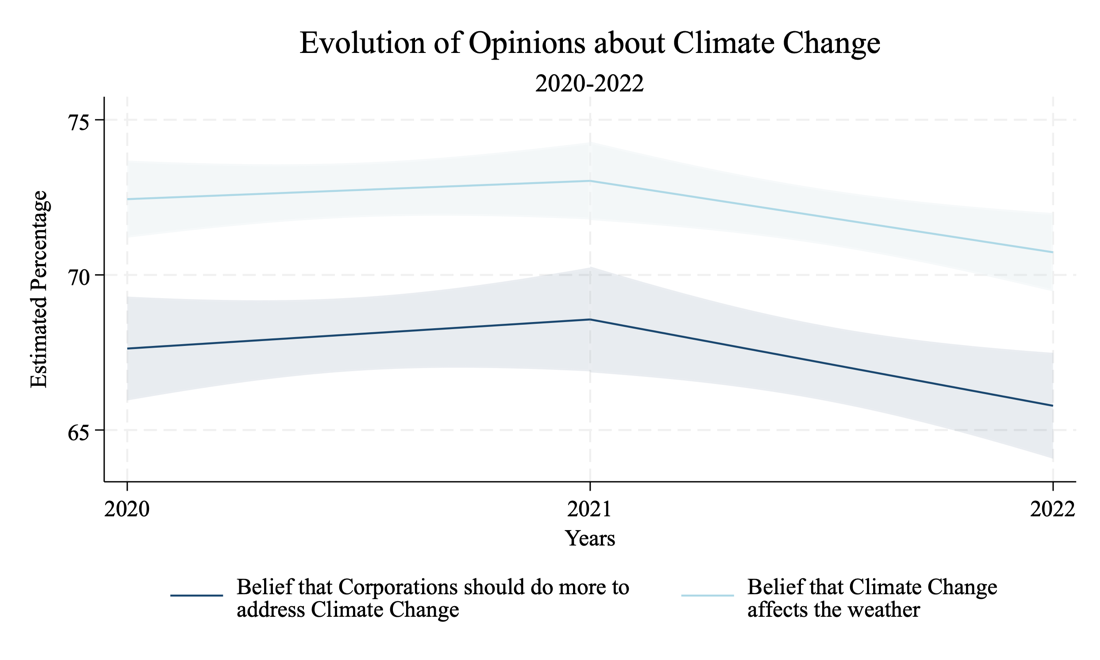 Evolution of Opinions about Climate Change
2020-2022
75
70
65
Estimated Percentage
2020
2021
2022
Years
Belief that Corporations should do more to
address Climate Change
Belief that Climate Change
affects the weather